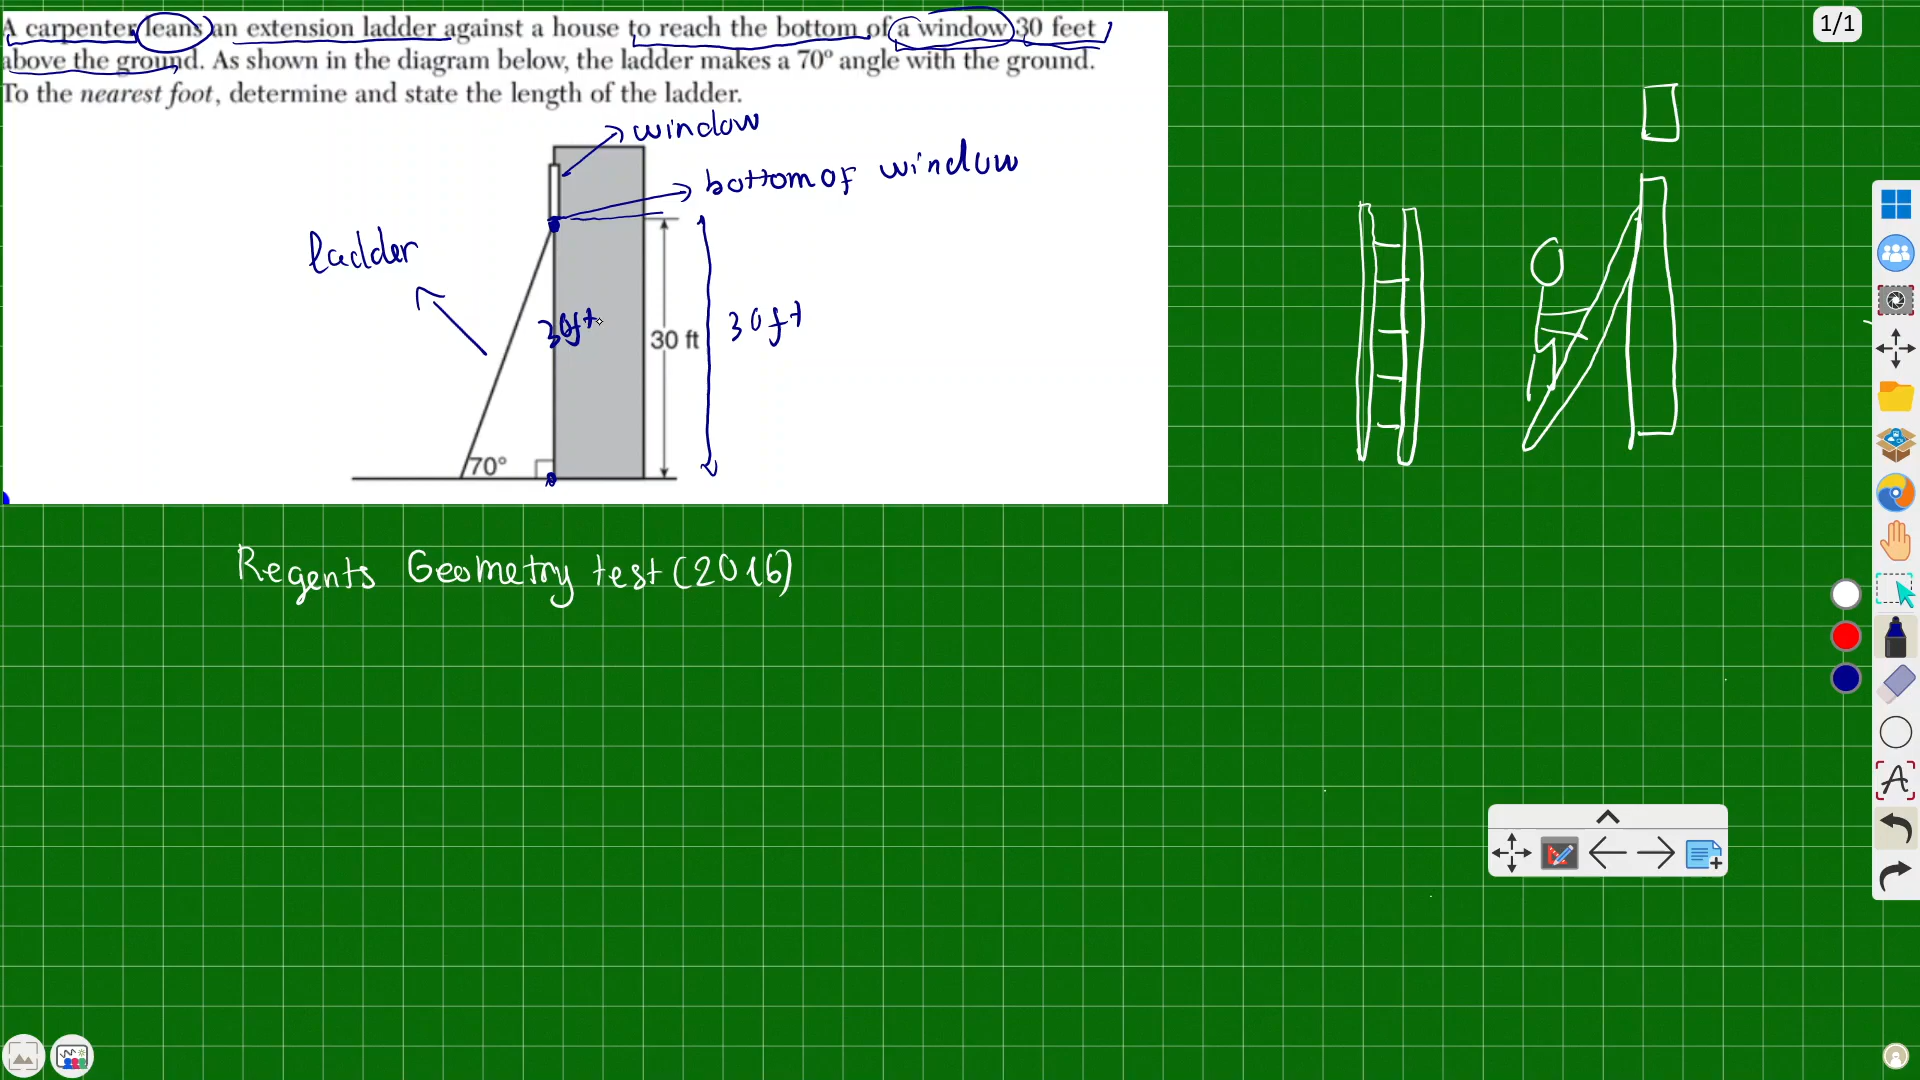 1/1
A carpenter leans an extension ladder against a house to reach the bottom of a window 30 feet
above the ground. As shown in the diagram below, the ladder makes a 70° angle with the ground.
To the nearest foot, determine and state the length of the ladder.
window
bottom of window
ladder
30ft
30 ft
30ft
70°
Regents Geometry test (2016)